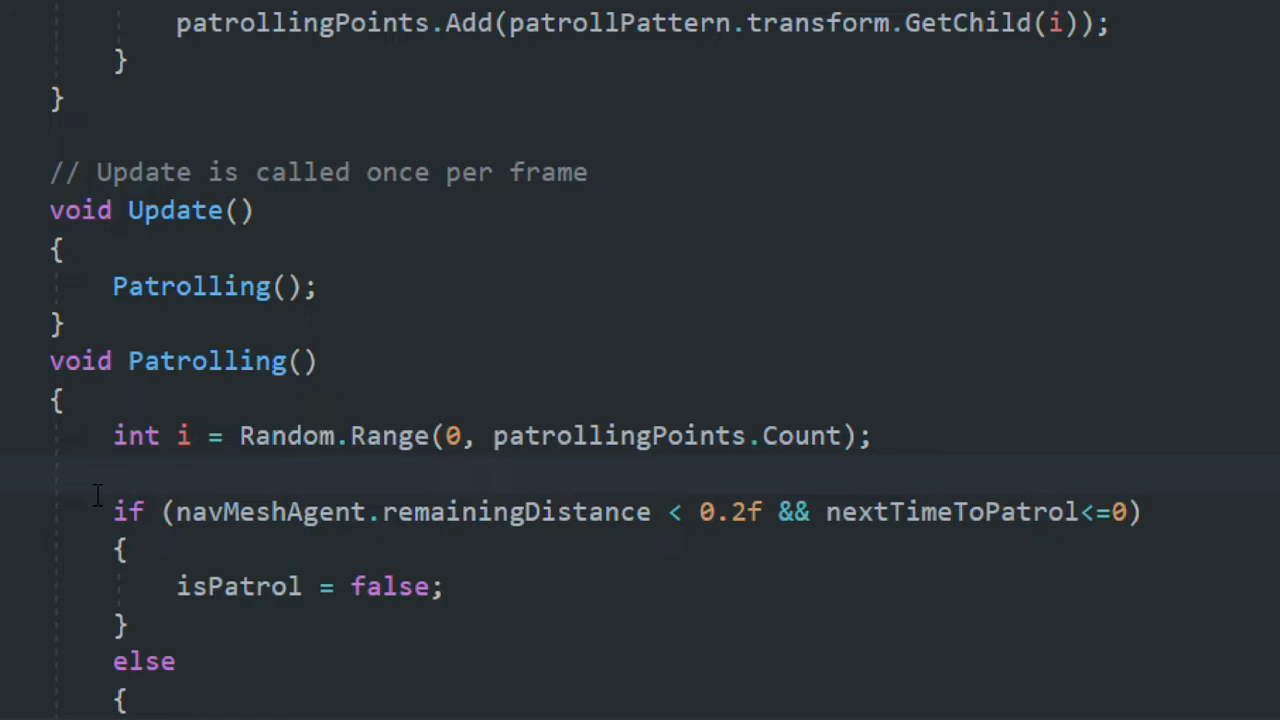 patrollingPoints.Add(patrollPattern.transform.GetChild(i));
}
}
// Update is called once per frame
void Update()
{
Patrolling();
}
void Patrolling()
{
int i = Random.Range(0, patrollingPoints.Count);
if (navMeshAgent.remainingDistance < 0.2f && nextTimeToPatrol<=0)
{
isPatrol = false;
}
else
{